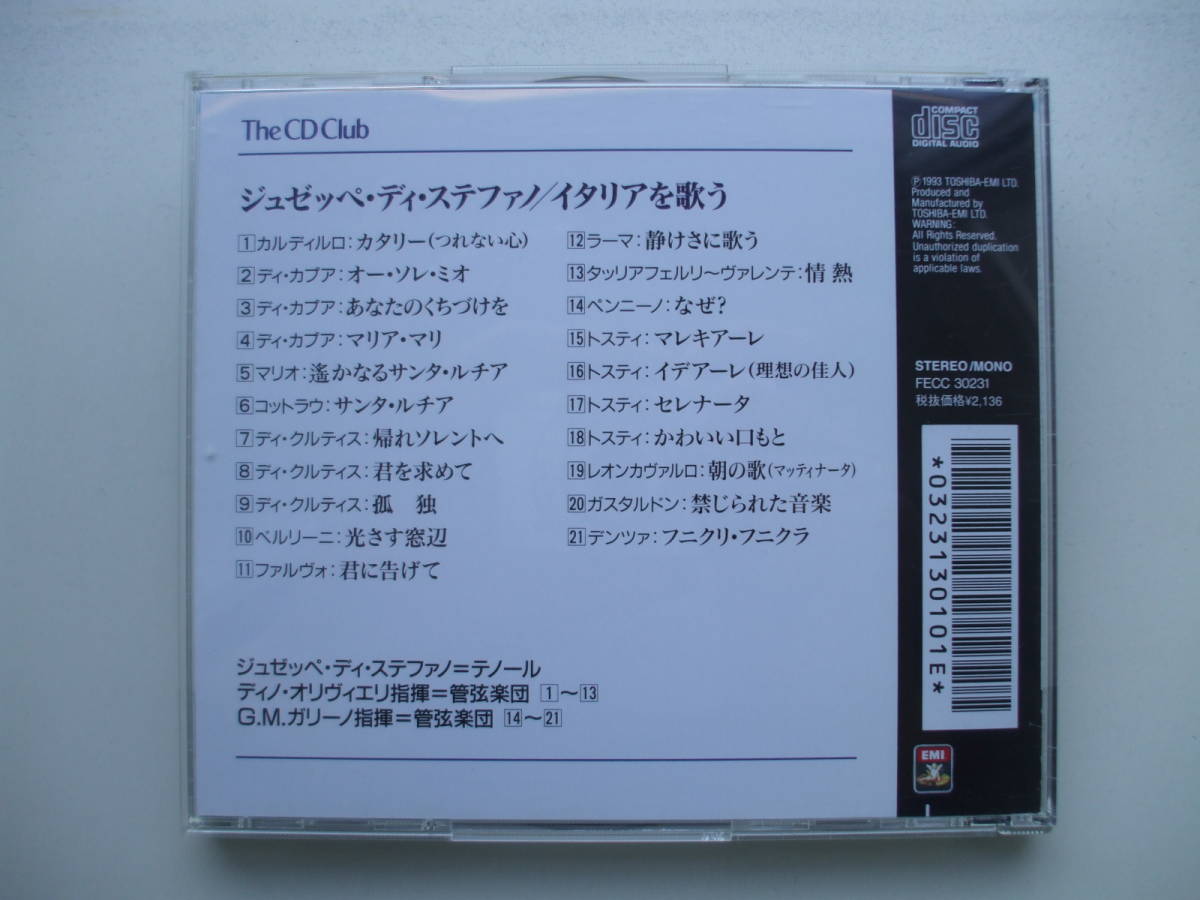 The CD Club
ジュゼッペ・ディ・ステファノ/イタリアを歌う
1 カルディルロ:カタリー(つれない心)
2 ディ・カプア:オー・ソレ・ミオ
3 ディ・カプア:あなたのくちづけを
4 ディ・カプア:マリア・マリ
5 マリオ:遙かなるサンタ・ルチア
6 コットラウ:サンタ・ルチア
7 ディ・クルティス:帰れソレントへ
8 ディ・クルティス:君を求めて
9 ディ・クルティス:孤 独
10 ベルリーニ:光さす窓辺
11 ファルヴォ:君に告げて
12 ラーマ:静けさに歌う
13 タッリアフェルリ~ヴァレンテ:情 熱
14 ペンニーノ:なぜ?
15 トスティ:マレキアーレ
16 トスティ:イデアーレ(理想の佳人)
17 トスティ:セレナータ
18 トスティ:かわいい口もと
19 レオンカヴァルロ:朝の歌(マッティナータ)
20 ガスタルドン:禁じられた音楽
21 デンツァ:フニクリ・フニクラ
ジュゼッペ・ディ・ステファノ=テノール
ディノ・オリヴィエリ指揮=管弦楽団 1~13
G.M.ガリーノ指揮=管弦楽団 14~21
COMPACT
disc
DIGITAL AUDIO
Ⓟ1993 TOSHIBA-EMI LTD.
Produced and
Manufactured by
TOSHIBA-EMI LTD.
WARNING:
All Rights Reserved.
Unauthorized duplication
is a violation of
applicable laws.
STEREO/MONO
FECC 30231
税抜価格¥2,136
*0323130101E*
EMI